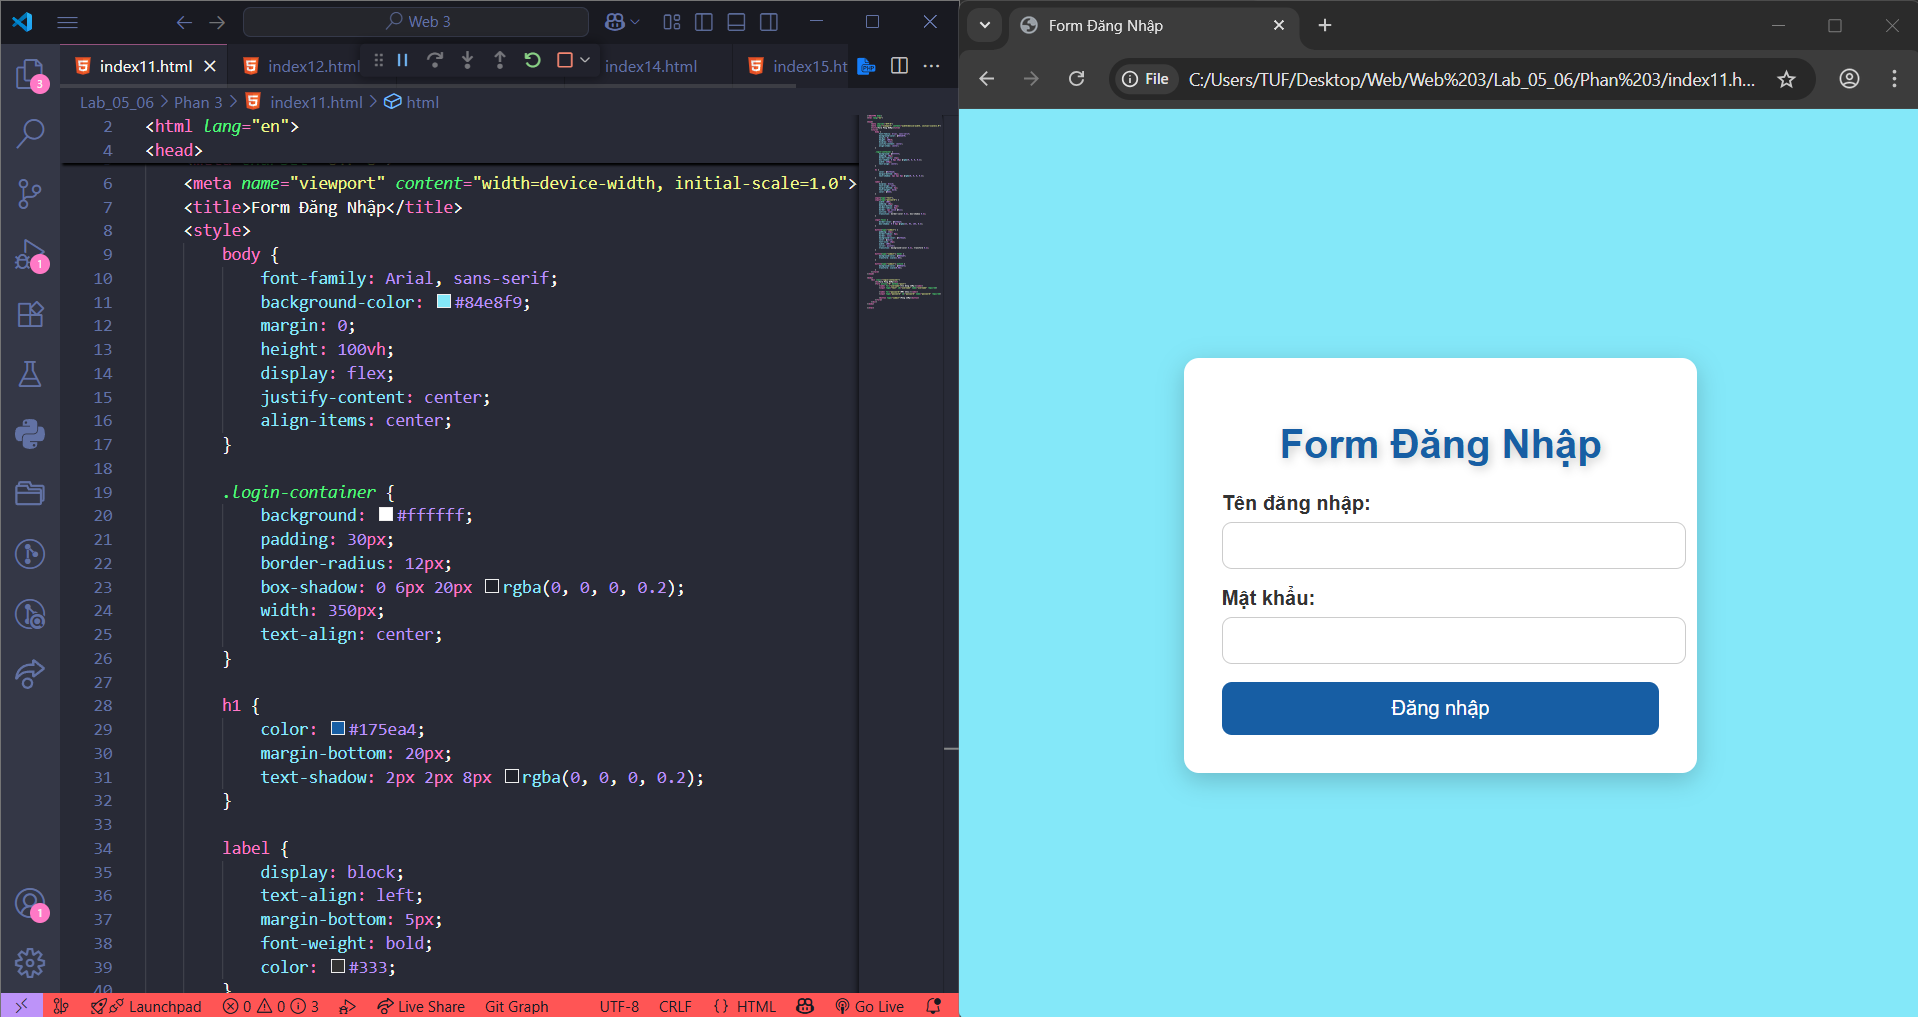 Web 3
index11.html
index12.html
index14.html
index15.ht
Lab_05_06 > Phan 3 > index11.html > html
2 <html lang="en">
4 <head>
6 <meta name="viewport" content="width=device-width, initial-scale=1.0">
7 <title>Form Đăng Nhập</title>
8 <style>
9 body {
10 font-family: Arial, sans-serif;
11 background-color: #84e8f9;
12 margin: 0;
13 height: 100vh;
14 display: flex;
15 justify-content: center;
16 align-items: center;
17 }
18
19 .login-container {
20 background: #ffffff;
21 padding: 30px;
22 border-radius: 12px;
23 box-shadow: 0 6px 20px rgba(0, 0, 0, 0.2);
24 width: 350px;
25 text-align: center;
26 }
27
28 h1 {
29 color: #175ea4;
30 margin-bottom: 20px;
31 text-shadow: 2px 2px 8px rgba(0, 0, 0, 0.2);
32 }
33
34 label {
35 display: block;
36 text-align: left;
37 margin-bottom: 5px;
38 font-weight: bold;
39 color: #333;
40 }
3
1
1
Launchpad 0 0 3 Live Share Git Graph UTF-8 CRLF {} HTML Go Live
Form Đăng Nhập
File C:/Users/TUF/Desktop/Web/Web%203/Lab_05_06/Phan%203/index11.h...
Form Đăng Nhập
Tên đăng nhập:
Mật khẩu:
Đăng nhập